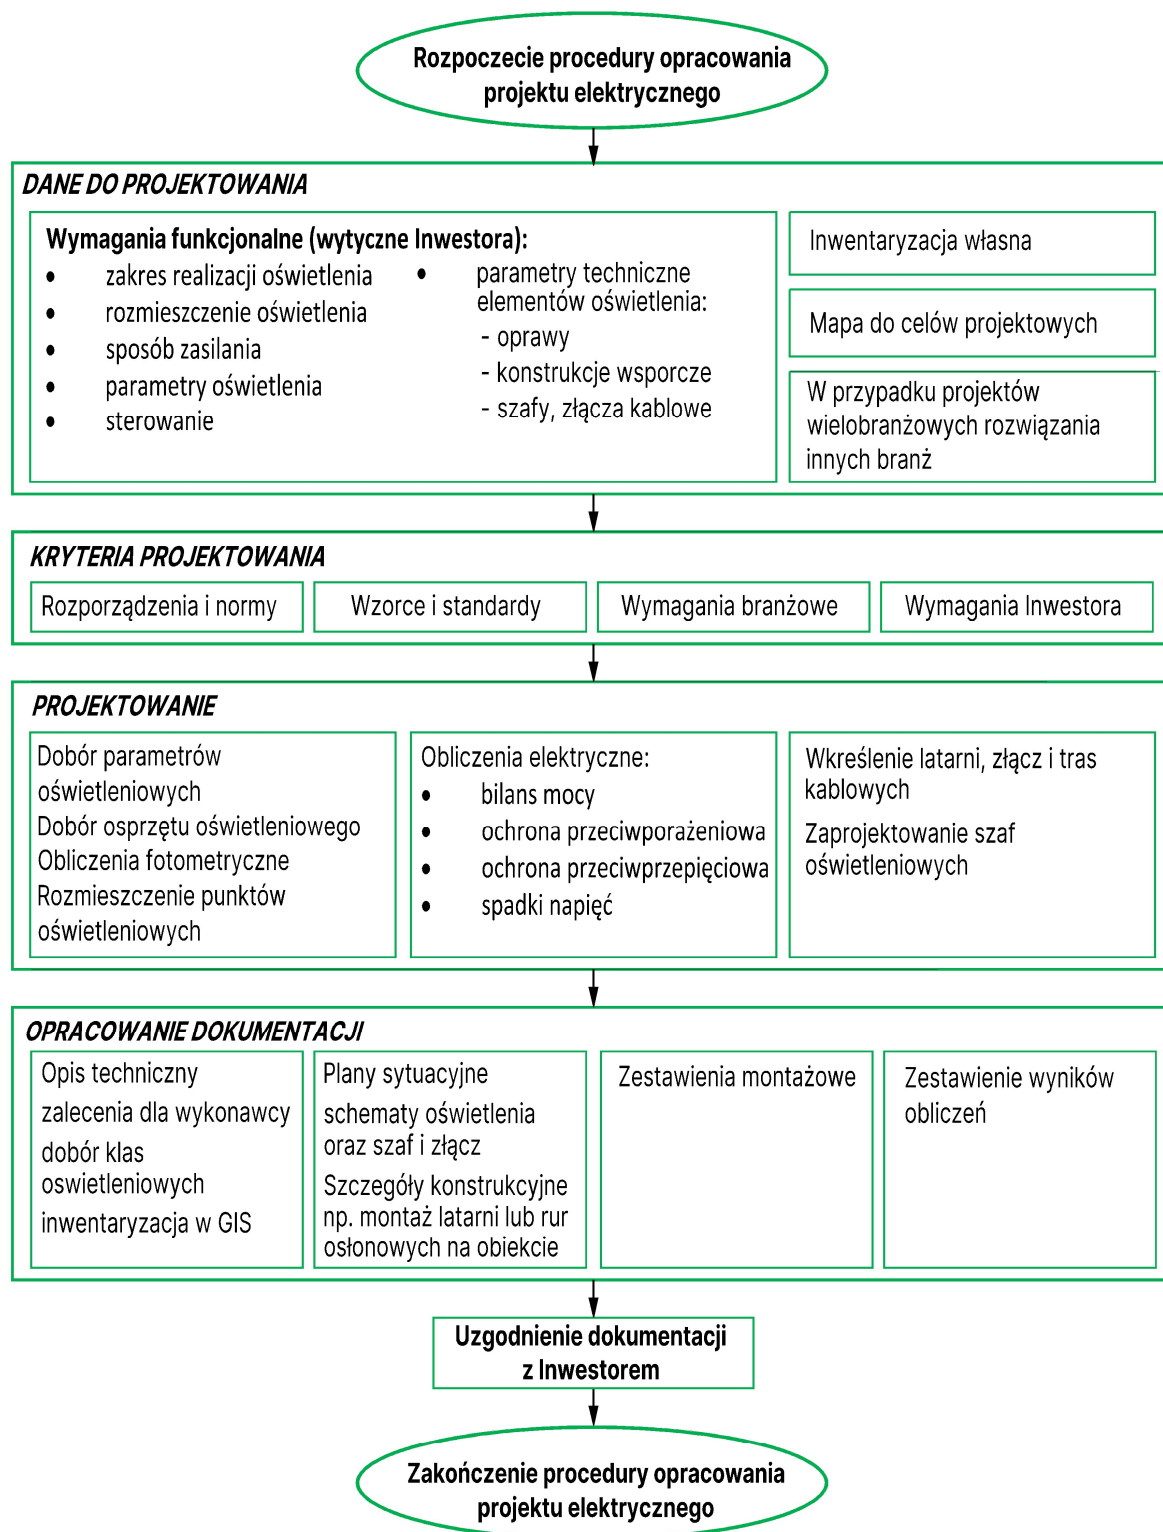 Rozpoczecie procedury opracowania
projektu elektrycznego
DANE DO PROJEKTOWANIA
Wymagania funkcjonalne (wytyczne Inwestora):
• zakres realizacji oświetlenia
• rozmieszczenie oświetlenia
• sposób zasilania
• parametry oświetlenia
• sterowanie
• parametry techniczne
elementów oświetlenia:
- oprawy
- konstrukcje wsporcze
- szafy, złącza kablowe
Inwentaryzacja własna
Mapa do celów projektowych
W przypadku projektów
wielobranżowych rozwiązania
innych branż
KRYTERIA PROJEKTOWANIA
Rozporządzenia i normy
Wzorce i standardy
Wymagania branżowe
Wymagania Inwestora
PROJEKTOWANIE
Dobór parametrów
oświetleniowych
Dobór osprzętu oświetleniowego
Obliczenia fotometryczne
Rozmieszczenie punktów
oświetleniowych
Obliczenia elektryczne:
• bilans mocy
• ochrona przeciwporażeniowa
• ochrona przeciwprzepięciowa
• spadki napięć
Wkreślenie latarni, złącz i tras
kablowych
Zaprojektowanie szaf
oświetleniowych
OPRACOWANIE DOKUMENTACJI
Opis techniczny
zalecenia dla wykonawcy
dobór klas
oswietleniowych
inwentaryzacja w GIS
Plany sytuacyjne
schematy oświetlenia
oraz szaf i złącz
Szczegóły konstrukcyjne
np. montaż latarni lub rur
osłonowych na obiekcie
Zestawienia montażowe
Zestawienie wyników
obliczeń
Uzgodnienie dokumentacji
z Inwestorem
Zakończenie procedury opracowania
projektu elektrycznego